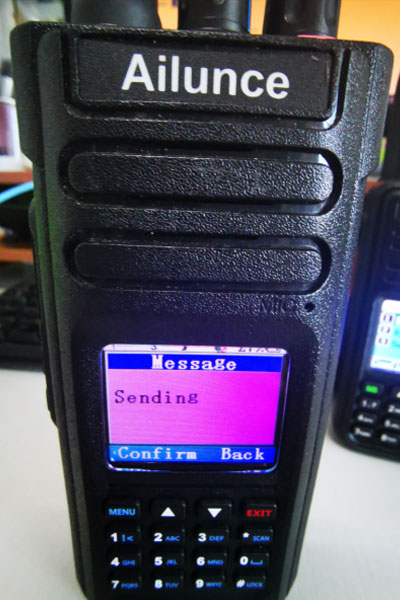 Ailunce
MIC
Message
Sending
Confirm Back
MENU ▲ ▼ EXIT
1 2 ABC 3 DEF * SCAN
4 GHI 5 JKL 6 MNO 0
7 PQRS 8 TUV 9 WXYZ # LOCK